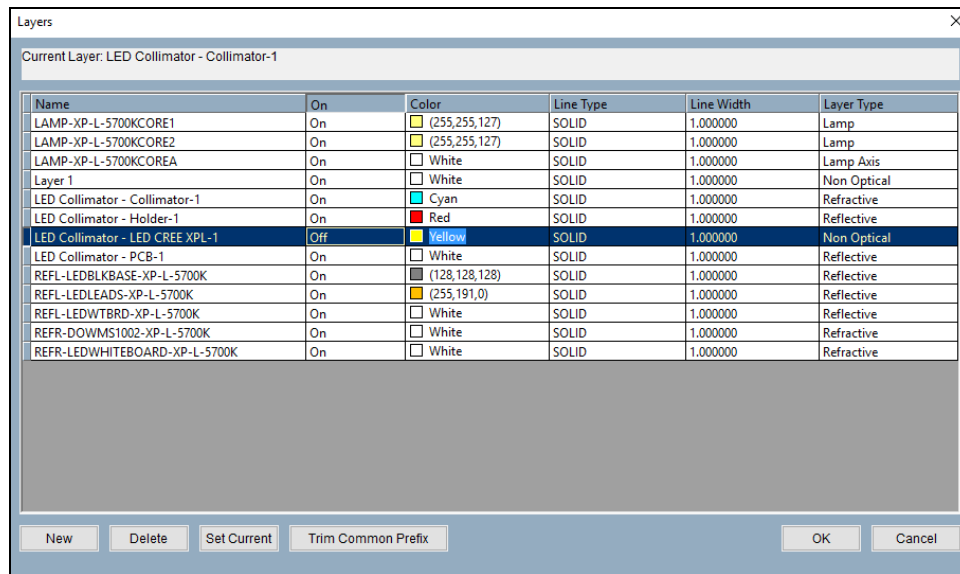 Layers
Current Layer: LED Collimator - Collimator-1
Name On Color Line Type Line Width Layer Type
LAMP-XP-L-5700KCORE1 On (255,255,127) SOLID 1.000000 Lamp
LAMP-XP-L-5700KCORE2 On (255,255,127) SOLID 1.000000 Lamp
LAMP-XP-L-5700KCOREA On White SOLID 1.000000 Lamp Axis
Layer 1 On White SOLID 1.000000 Non Optical
LED Collimator - Collimator-1 On Cyan SOLID 1.000000 Refractive
LED Collimator - Holder-1 On Red SOLID 1.000000 Reflective
LED Collimator - LED CREE XPL-1 Off Yellow SOLID 1.000000 Non Optical
LED Collimator - PCB-1 On White SOLID 1.000000 Reflective
REFL-LEDBLKBASE-XP-L-5700K On (128,128,128) SOLID 1.000000 Reflective
REFL-LEDLEADS-XP-L-5700K On (255,191,0) SOLID 1.000000 Reflective
REFL-LEDWTBRD-XP-L-5700K On White SOLID 1.000000 Reflective
REFR-DOWMS1002-XP-L-5700K On White SOLID 1.000000 Refractive
REFR-LEDWHITEBOARD-XP-L-5700K On White SOLID 1.000000 Refractive
New Delete Set Current Trim Common Prefix OK Cancel